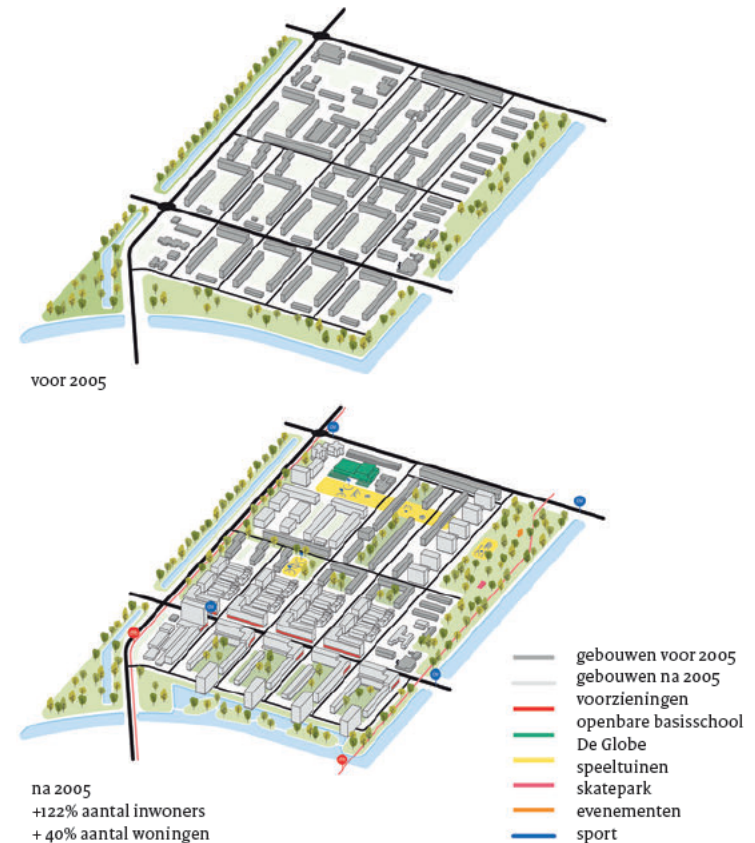 voor 2005
gebouwen voor 2005
gebouwen na 2005
voorzieningen
openbare basisschool
De Globe
speeltuinen
skatepark
evenementen
sport
na 2005
+122% aantal inwoners
+ 40% aantal woningen